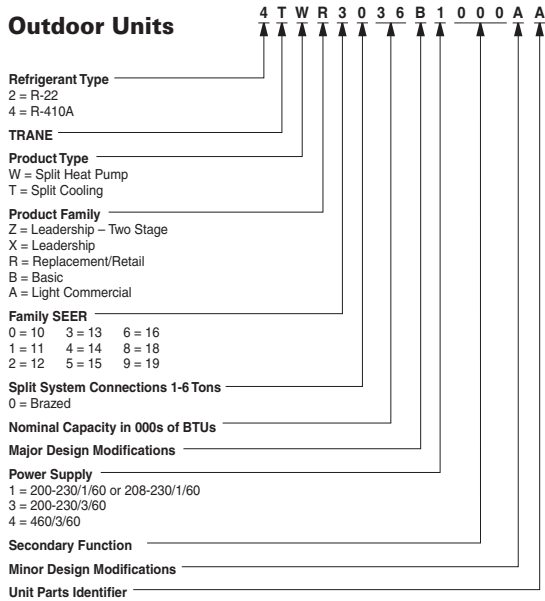 Outdoor Units
4 T W R 3 0 3 6 B 1 0 0 0 A A
Refrigerant Type
2 = R-22
4 = R-410A
TRANE
Product Type
W = Split Heat Pump
T = Split Cooling
Product Family
Z = Leadership – Two Stage
X = Leadership
R = Replacement/Retail
B = Basic
A = Light Commercial
Family SEER
0 = 10 3 = 13 6 = 16
1 = 11 4 = 14 8 = 18
2 = 12 5 = 15 9 = 19
Split System Connections 1-6 Tons
0 = Brazed
Nominal Capacity in 000s of BTUs
Major Design Modifications
Power Supply
1 = 200-230/1/60 or 208-230/1/60
3 = 200-230/3/60
4 = 460/3/60
Secondary Function
Minor Design Modifications
Unit Parts Identifier